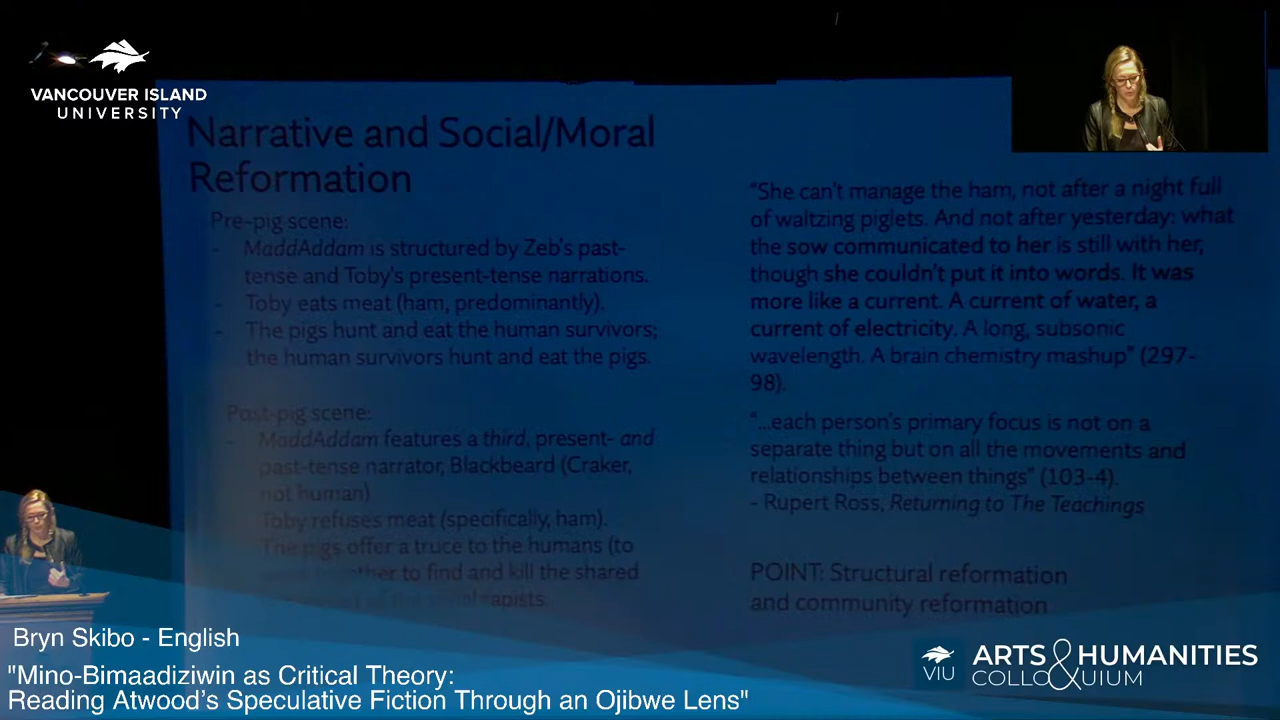 VANCOUVER ISLAND
UNIVERSITY
Narrative and Social/Moral
Reformation
Pre-pig scene:
- MaddAddam is structured by Zeb's past-
tense and Toby's present-tense narrations.
- Toby eats meat (ham, predominantly).
- The pigs hunt and eat the human survivors;
the human survivors hunt and eat the pigs.
Post-pig scene:
- MaddAddam features a third, present- and
past-tense narrator, Blackbeard (Craker,
not human)
Toby refuses meat (specifically, ham).
The pigs offer a truce to the humans (to
to find and kill the shared
rapists.
"She can't manage the ham, not after a night full
of waltzing piglets. And not after yesterday: what
the sow communicated to her is still with her,
though she couldn't put it into words. It was
more like a current. A current of water, a
current of electricity. A long, subsonic
wavelength. A brain chemistry mashup" (297-
98).
"...each person's primary focus is not on a
separate thing but on all the movements and
relationships between things" (103-4).
- Rupert Ross, Returning to The Teachings
POINT: Structural reformation
and community reformation
Bryn Skibo - English
"Mino-Bimaadiziwin as Critical Theory:
Reading Atwood's Speculative Fiction Through an Ojibwe Lens"
VIU
ARTS & HUMANITIES
COLLOQUIUM